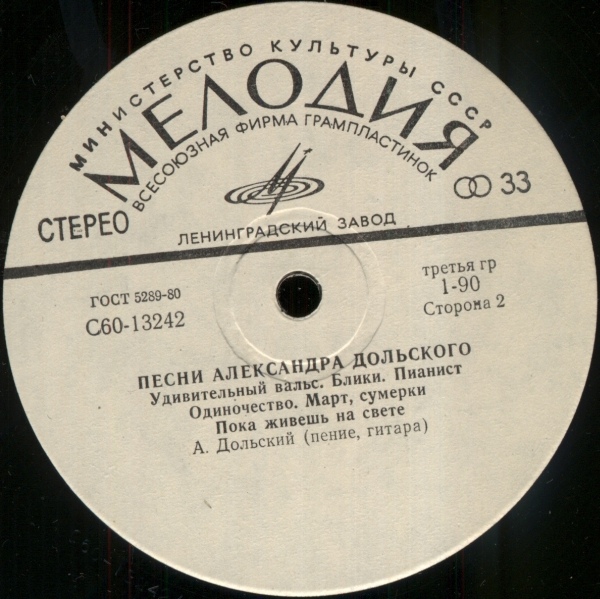 МИНИСТЕРСТВО КУЛЬТУРЫ СССР
МЕЛОДИЯ
ВСЕСОЮЗНАЯ ФИРМА ГРАМПЛАСТИНОК
СТЕРЕО
33
ЛЕНИНГРАДСКИЙ ЗАВОД
ГОСТ 5289-80
С60-13242
третья гр
1-90
Сторона 2
ПЕСНИ АЛЕКСАНДРА ДОЛЬСКОГО
Удивительный вальс. Блики. Пианист
Одиночество. Март, сумерки
Пока живешь на свете
А. Дольский (пение, гитара)